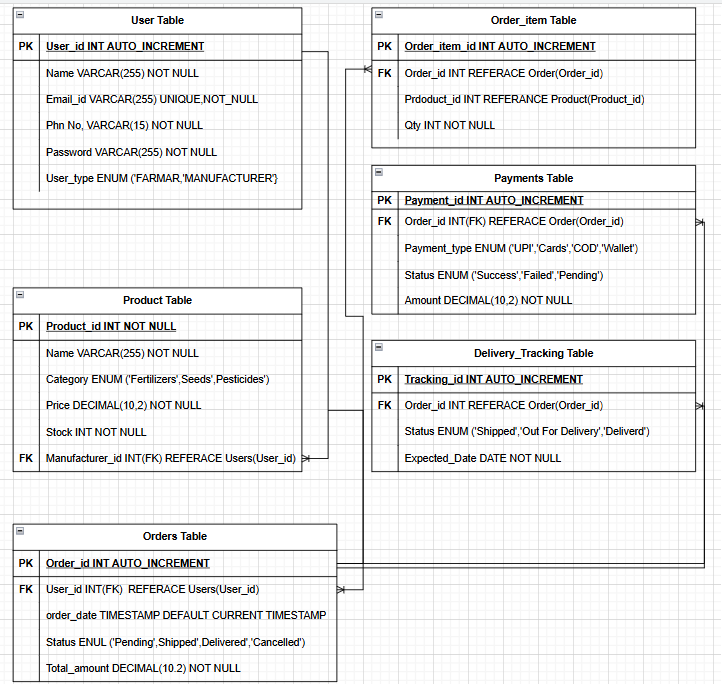 User Table
PK User_id INT AUTO_INCREMENT
Name VARCHAR(255) NOT NULL
Email_id VARCHAR(255) UNIQUE,NOT_NULL
Phn No, VARCHAR(15) NOT NULL
Password VARCHAR(255) NOT NULL
User_type ENUM ('FARMAR,'MANUFACTURER'}
Product Table
PK Product_id INT NOT NULL
Name VARCHAR(255) NOT NULL
Category ENUM ('Fertilizers',Seeds',Pesticides')
Price DECIMAL(10,2) NOT NULL
Stock INT NOT NULL
FK Manufacturer_id INT(FK) REFERACE Users(User_id)
Orders Table
PK Order_id INT AUTO_INCREMENT
FK User_id INT(FK) REFERACE Users(User_id)
order_date TIMESTAMP DEFAULT CURRENT TIMESTAMP
Status ENUL ('Pending',Shipped',Delivered','Cancelled')
Total_amount DECIMAL(10.2) NOT NULL
Order_item Table
PK Order_item_id INT AUTO_INCREMENT
FK Order_id INT REFERACE Order(Order_id)
Prdoduct_id INT REFERANCE Product(Product_id)
Qty INT NOT NULL
Payments Table
PK Payment_id INT AUTO_INCREMENT
FK Order_id INT(FK) REFERACE Order(Order_id)
Payment_type ENUM ('UPI','Cards','COD','Wallet')
Status ENUM ('Success','Failed','Pending')
Amount DECIMAL(10,2) NOT NULL
Delivery_Tracking Table
PK Tracking_id INT AUTO_INCREMENT
FK Order_id INT REFERACE Order(Order_id)
Status ENUM ('Shipped','Out For Delivery','Deliverd')
Expected_Date DATE NOT NULL